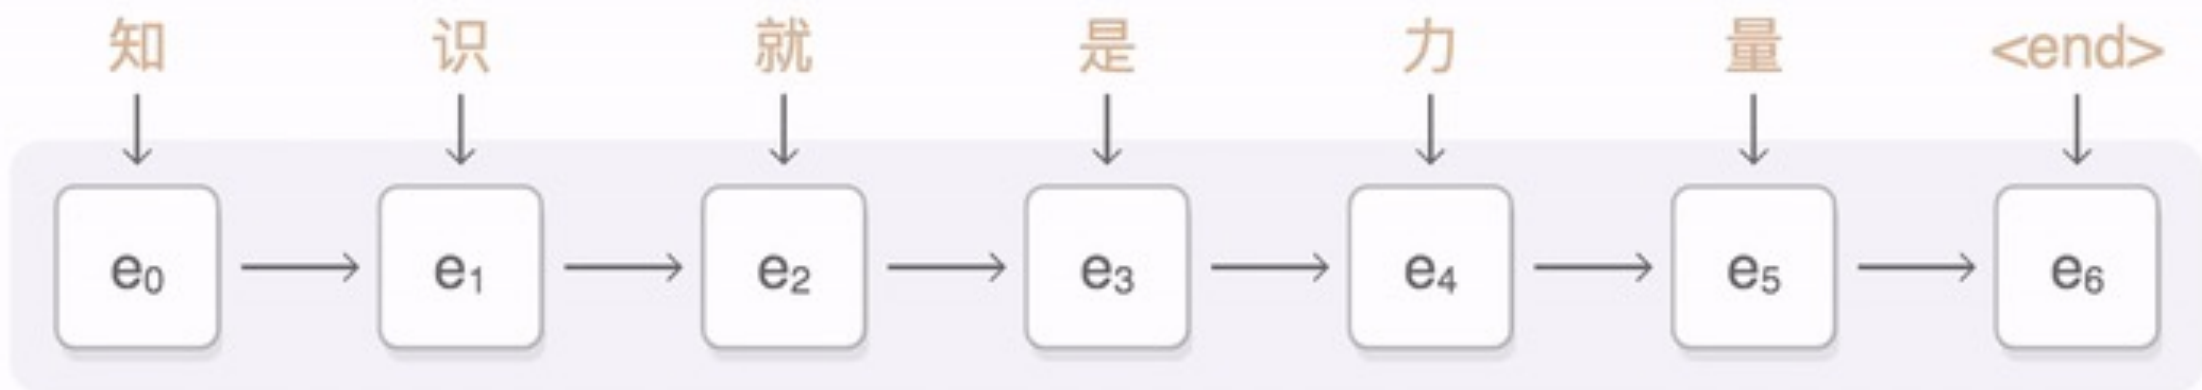 知 识 就 是 力 量 <end>
e₀ e₁ e₂ e₃ e₄ e₅ e₆